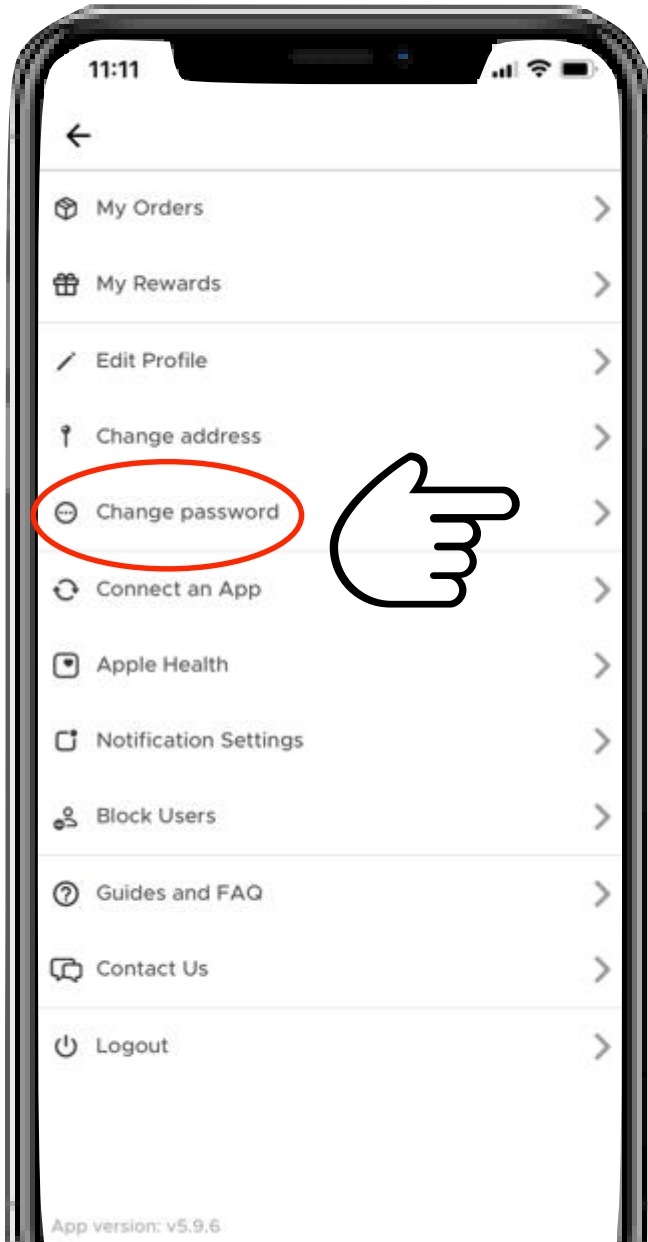 11:11
My Orders
My Rewards
Edit Profile
Change address
Change password
Connect an App
Apple Health
Notification Settings
Block Users
Guides and FAQ
Contact Us
Logout
App version: v5.9.6